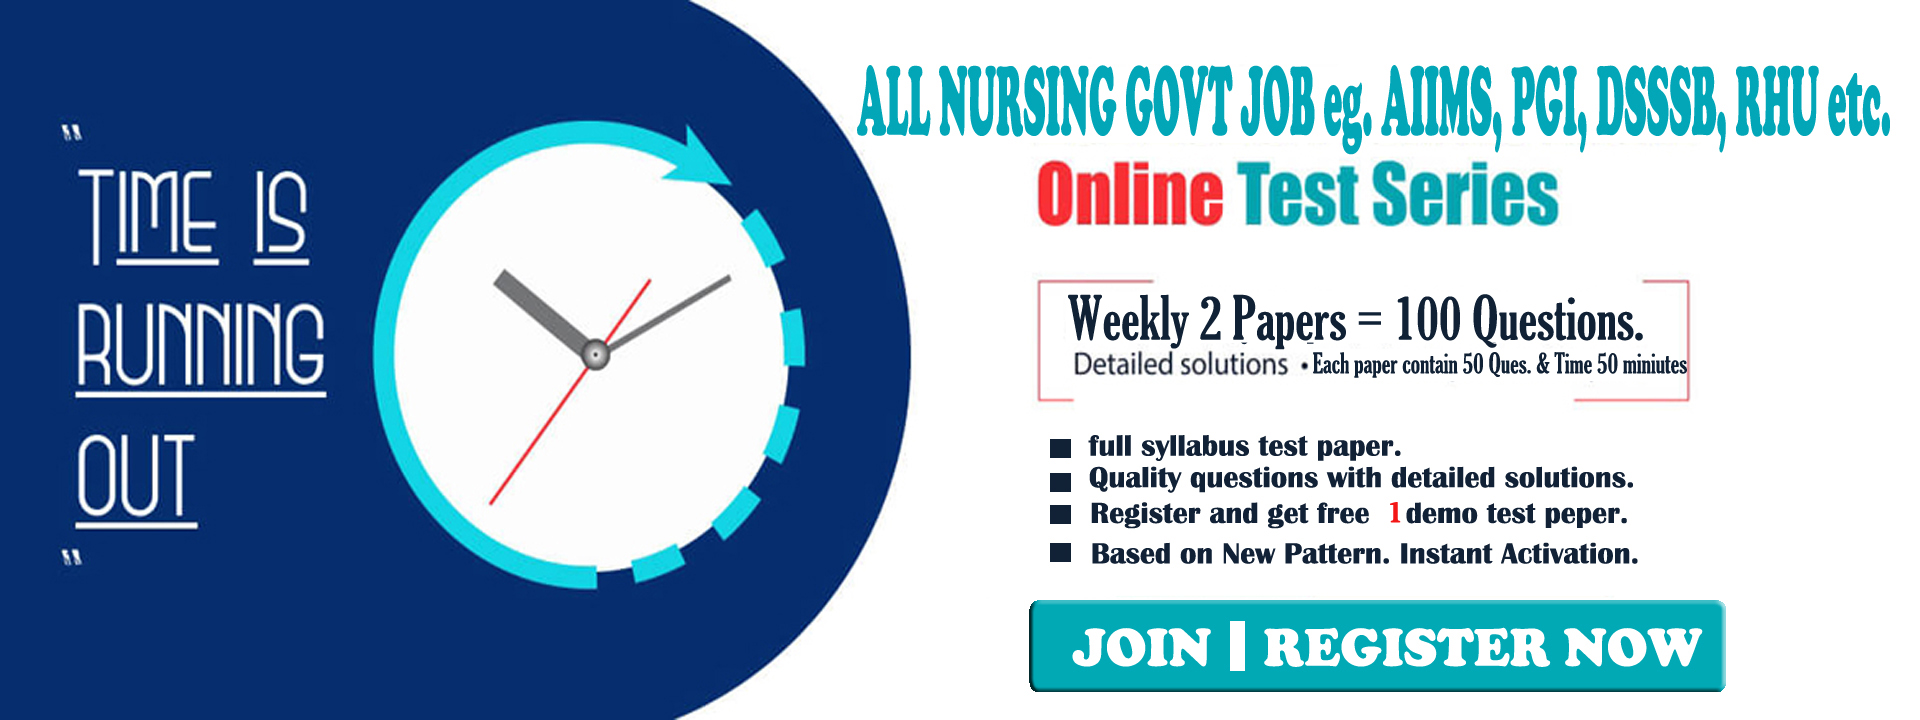 "
TIME IS
RUNNING
OUT
"
ALL NURSING GOVT JOB eg. AIIMS, PGI, DSSSB, RHU etc.
Online Test Series
Weekly 2 Papers = 100 Questions.
Detailed solutions • Each paper contain 50 Ques. & Time 50 miniutes
■ full syllabus test paper.
■ Quality questions with detailed solutions.
■ Register and get free 1 demo test peper.
■ Based on New Pattern. Instant Activation.
JOIN | REGISTER NOW